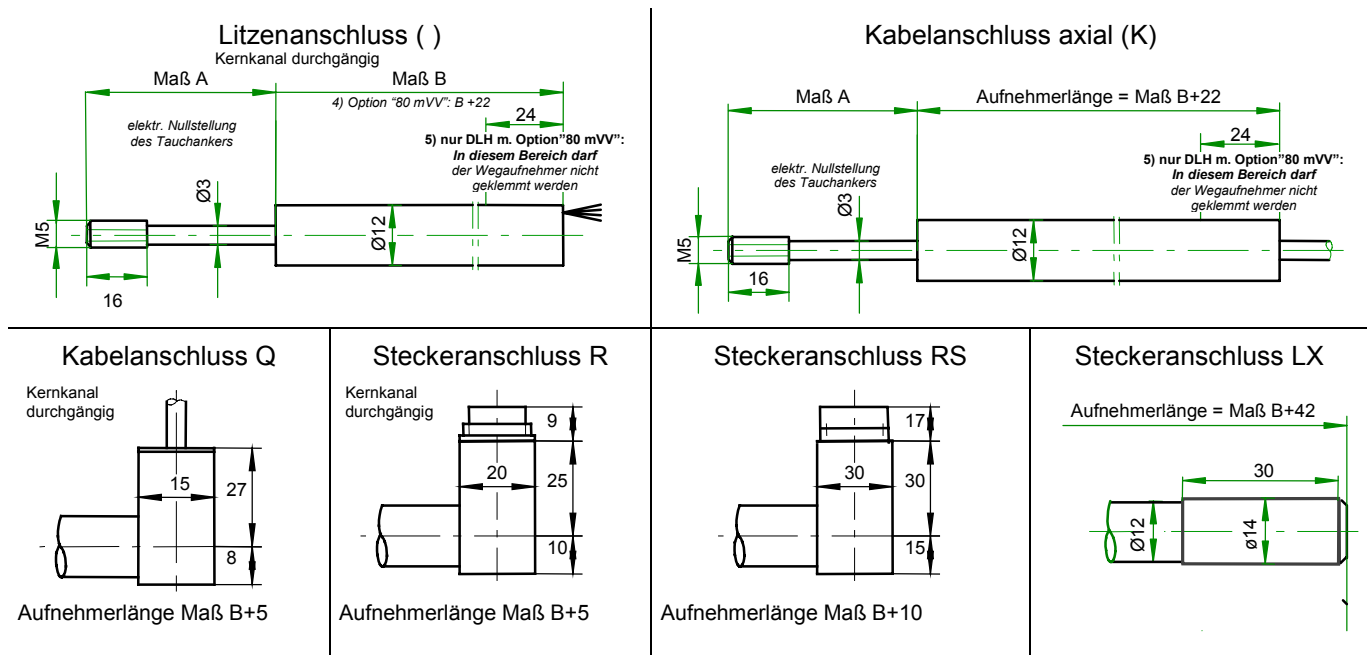 Litzenanschluss ( )
Kernkanal durchgängig
Maß A
Maß B
4) Option "80 mVV": B +22
24
elektr. Nullstellung
des Tauchankers
5) nur DLH m. Option"80 mVV":
In diesem Bereich darf
der Wegaufnehmer nicht
geklemmt werden
Ø3
M5
Ø12
16
Kabelanschluss axial (K)
Maß A
Aufnehmerlänge = Maß B+22
24
elektr. Nullstellung
des Tauchankers
5) nur DLH m. Option"80 mVV":
In diesem Bereich darf
der Wegaufnehmer nicht
geklemmt werden
Ø3
M5
Ø12
16
Kabelanschluss Q
Kernkanal
durchgängig
15
27
8
Aufnehmerlänge Maß B+5
Steckeranschluss R
Kernkanal
durchgängig
9
20
25
10
Aufnehmerlänge Maß B+5
Steckeranschluss RS
17
30
30
15
Aufnehmerlänge Maß B+10
Steckeranschluss LX
Aufnehmerlänge = Maß B+42
30
Ø12
ø14